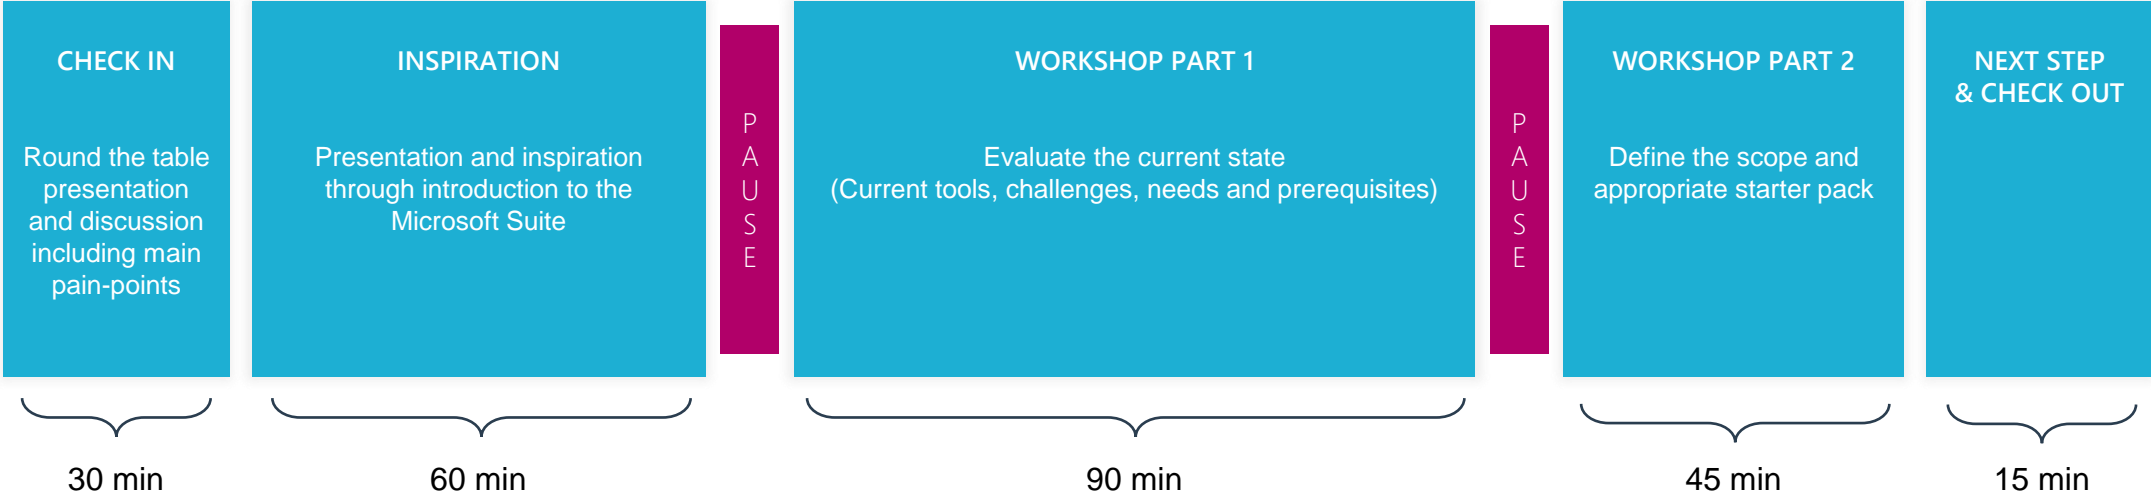 CHECK IN
Round the table
presentation
and discussion
including main
pain-points
30 min
INSPIRATION
Presentation and inspiration
through introduction to the
Microsoft Suite
60 min
P
A
U
S
E
WORKSHOP PART 1
Evaluate the current state
(Current tools, challenges, needs and prerequisites)
90 min
P
A
U
S
E
WORKSHOP PART 2
Define the scope and
appropriate starter pack
45 min
NEXT STEP
& CHECK OUT
15 min